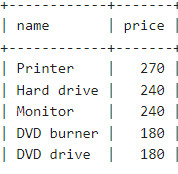 +------------+-------+
| name       | price |
+------------+-------+
| Printer    |   270 |
| Hard drive |   240 |
| Monitor    |   240 |
| DVD burner |   180 |
| DVD drive  |   180 |